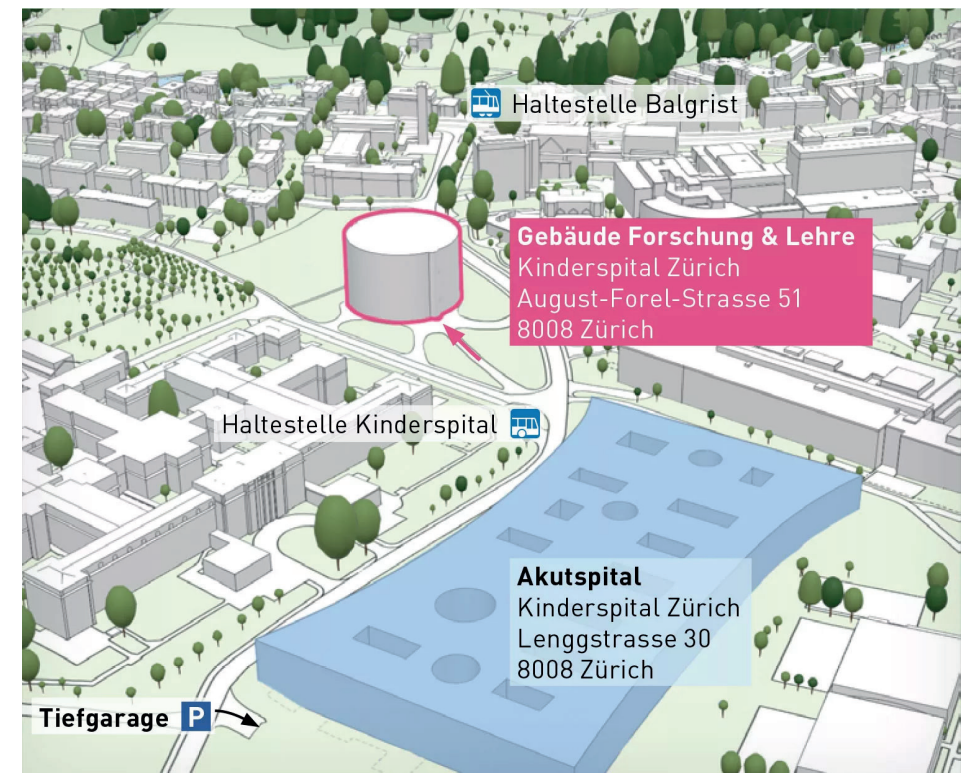 Haltestelle Balgrist
Gebäude Forschung & Lehre
Kinderspital Zürich
August-Forel-Strasse 51
8008 Zürich
Haltestelle Kinderspital
Akutspital
Kinderspital Zürich
Lenggstrasse 30
8008 Zürich
Tiefgarage P